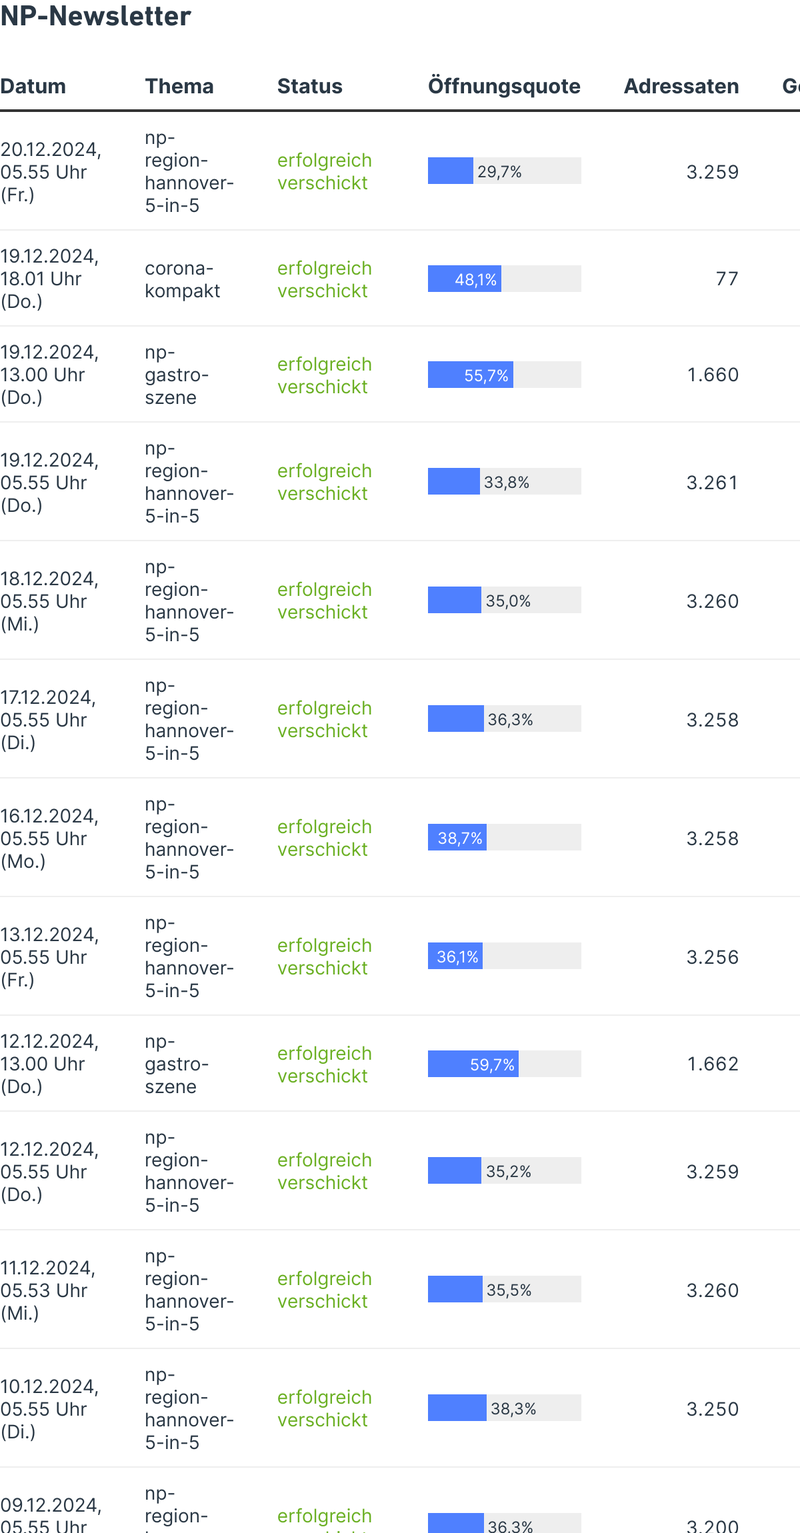 NP-Newsletter
Datum Thema Status Öffnungsquote Adressaten
20.12.2024,
05.55 Uhr
(Fr.)
np-
region-
hannover-
5-in-5
erfolgreich
verschickt
29,7%
3.259
19.12.2024,
18.01 Uhr
(Do.)
corona-
kompakt
erfolgreich
verschickt
48,1%
77
19.12.2024,
13.00 Uhr
(Do.)
np-
gastro-
szene
erfolgreich
verschickt
55,7%
1.660
19.12.2024,
05.55 Uhr
(Do.)
np-
region-
hannover-
5-in-5
erfolgreich
verschickt
33,8%
3.261
18.12.2024,
05.55 Uhr
(Mi.)
np-
region-
hannover-
5-in-5
erfolgreich
verschickt
35,0%
3.260
17.12.2024,
05.55 Uhr
(Di.)
np-
region-
hannover-
5-in-5
erfolgreich
verschickt
36,3%
3.258
16.12.2024,
05.55 Uhr
(Mo.)
np-
region-
hannover-
5-in-5
erfolgreich
verschickt
38,7%
3.258
13.12.2024,
05.55 Uhr
(Fr.)
np-
region-
hannover-
5-in-5
erfolgreich
verschickt
36,1%
3.256
12.12.2024,
13.00 Uhr
(Do.)
np-
gastro-
szene
erfolgreich
verschickt
59,7%
1.662
12.12.2024,
05.55 Uhr
(Do.)
np-
region-
hannover-
5-in-5
erfolgreich
verschickt
35,2%
3.259
11.12.2024,
05.53 Uhr
(Mi.)
np-
region-
hannover-
5-in-5
erfolgreich
verschickt
35,5%
3.260
10.12.2024,
05.55 Uhr
(Di.)
np-
region-
hannover-
5-in-5
erfolgreich
verschickt
38,3%
3.250
09.12.2024,
05.55 Uhr
np-
region-
erfolgreich
36,3%
3.200